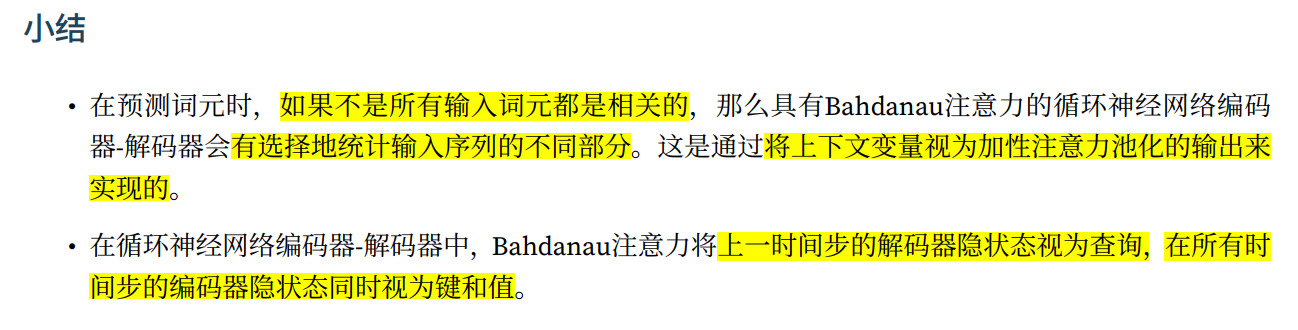 小结
• 在预测词元时，如果不是所有输入词元都是相关的，那么具有Bahdanau注意力的循环神经网络编码
器-解码器会有选择地统计输入序列的不同部分。这是通过将上下文变量视为加性注意力池化的输出来
实现的。
• 在循环神经网络编码器-解码器中，Bahdanau注意力将上一时间步的解码器隐状态视为查询，在所有时
间步的编码器隐状态同时视为键和值。